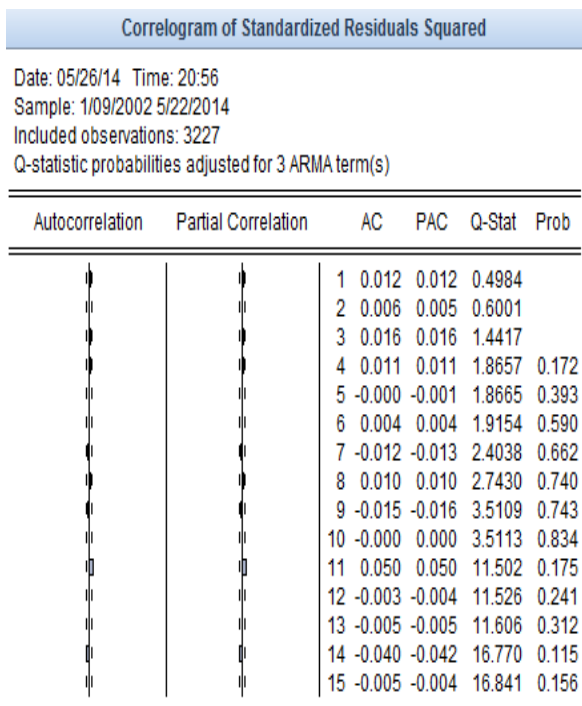 Correlogram of Standardized Residuals Squared
Date: 05/26/14 Time: 20:56
Sample: 1/09/2002 5/22/2014
Included observations: 3227
Q-statistic probabilities adjusted for 3 ARMA term(s)
Autocorrelation Partial Correlation AC PAC Q-Stat Prob
1 0.012 0.012 0.4984
2 0.006 0.005 0.6001
3 0.016 0.016 1.4417
4 0.011 0.011 1.8657 0.172
5 -0.000 -0.001 1.8665 0.393
6 0.004 0.004 1.9154 0.590
7 -0.012 -0.013 2.4038 0.662
8 0.010 0.010 2.7430 0.740
9 -0.015 -0.016 3.5109 0.743
10 -0.000 0.000 3.5113 0.834
11 0.050 0.050 11.502 0.175
12 -0.003 -0.004 11.526 0.241
13 -0.005 -0.005 11.606 0.312
14 -0.040 -0.042 16.770 0.115
15 -0.005 -0.004 16.841 0.156